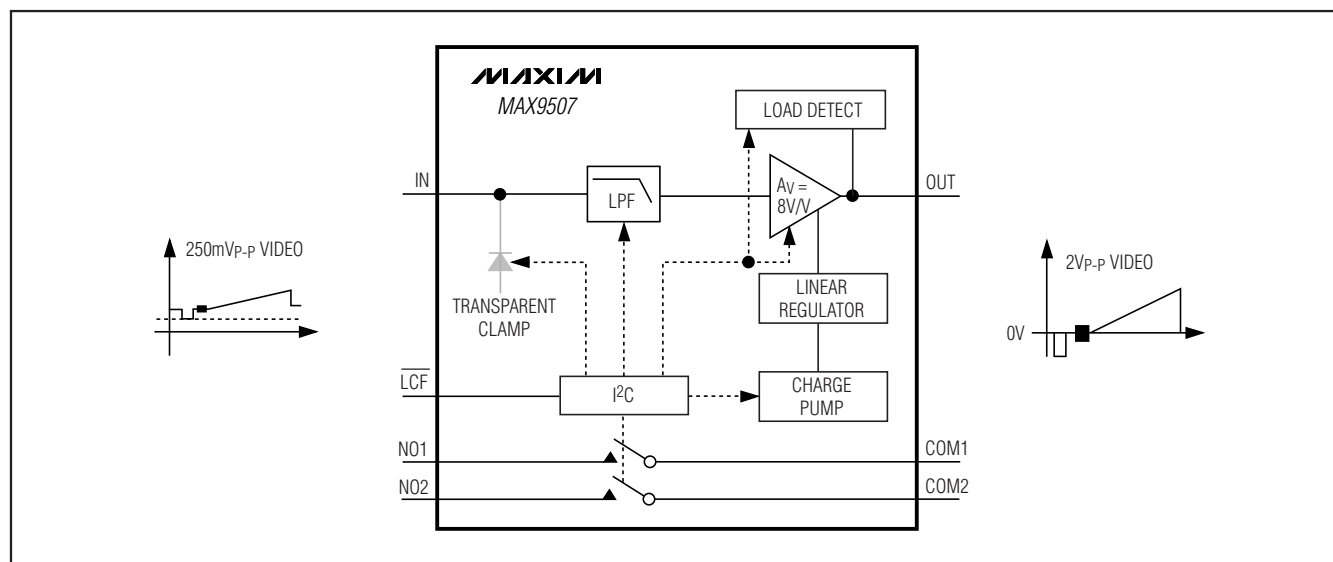 MAXIM
MAX9507
LOAD DETECT
IN
LPF
AV =
8V/V
OUT
250mVP-P VIDEO
TRANSPARENT
CLAMP
LINEAR
REGULATOR
2VP-P VIDEO
0V
LCF
I2C
CHARGE
PUMP
NO1
COM1
NO2
COM2